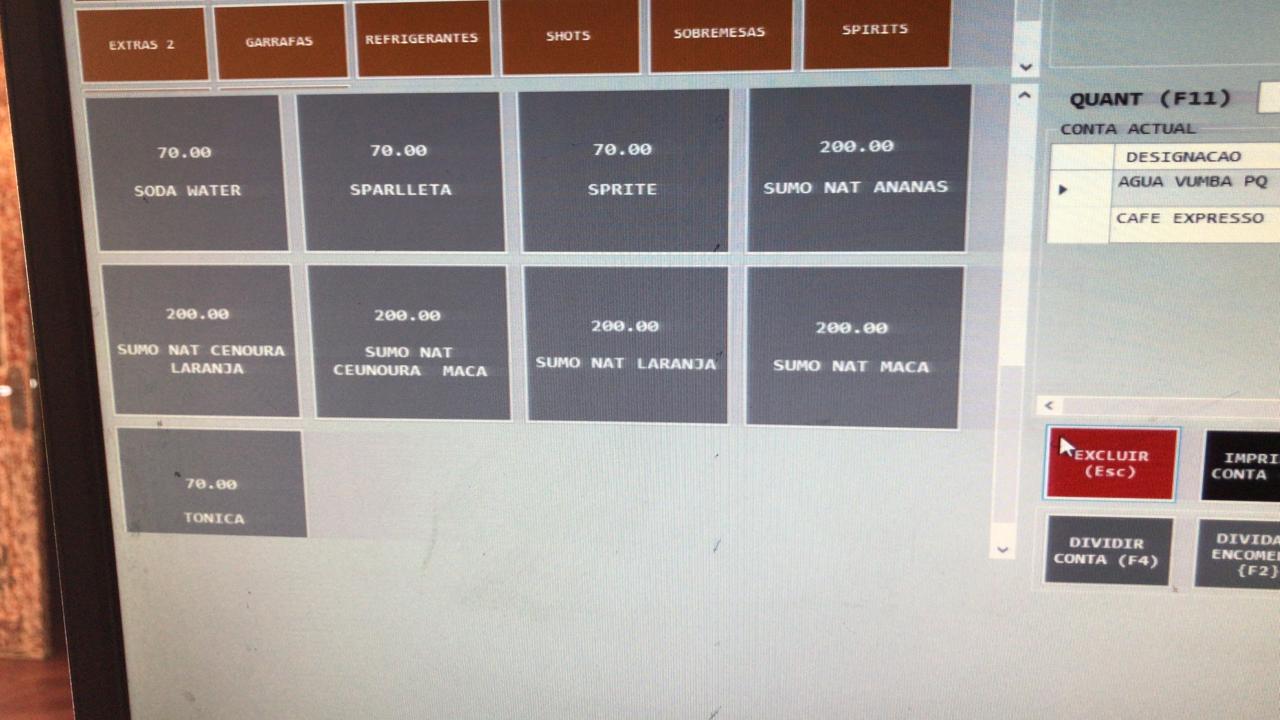 EXTRAS 2
GARRAFAS
REFRIGERANTES
SHOTS
SOBREMESAS
SPIRITS
70.00
SODA WATER
70.00
SPARLLETA
70.00
SPRITE
200.00
SUMO NAT ANANAS
200.00
SUMO NAT CENOURA
LARANJA
200.00
SUMO NAT
CEUNOURA MACA
200.00
SUMO NAT LARANJA
200.00
SUMO NAT MACA
70.00
TONICA
QUANT (F11)
CONTA ACTUAL
DESIGNACAO
AGUA VUMBA PQ
CAFE EXPRESSO
EXCLUIR
(Esc)
IMPRI
CONTA
DIVIDIR
CONTA (F4)
DIVIDA
ENCOME
{F2}